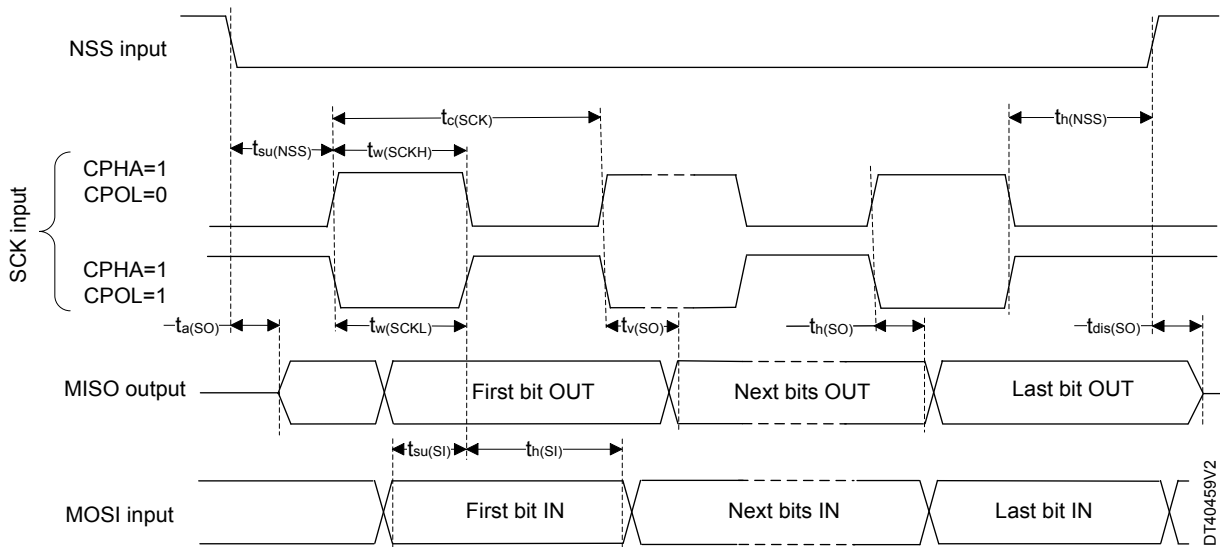 NSS input
tc(SCK)
th(NSS)
tsu(NSS)
tw(SCKH)
SCK input
CPHA=1
CPOL=0
CPHA=1
CPOL=1
ta(SO)
tw(SCKL)
tv(SO)
th(SO)
tdis(SO)
MISO output
First bit OUT
Next bits OUT
Last bit OUT
tsu(SI)
th(SI)
MOSI input
First bit IN
Next bits IN
Last bit IN
DT40459V2